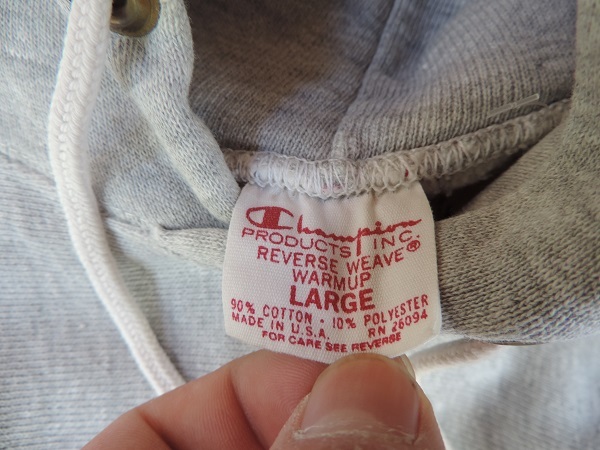 Champion
PRODUCTS INC.
REVERSE WEAVE®
WARMUP
LARGE
90% COTTON · 10% POLYESTER
MADE IN U.S.A. RN 26094
FOR CARE SEE REVERSE